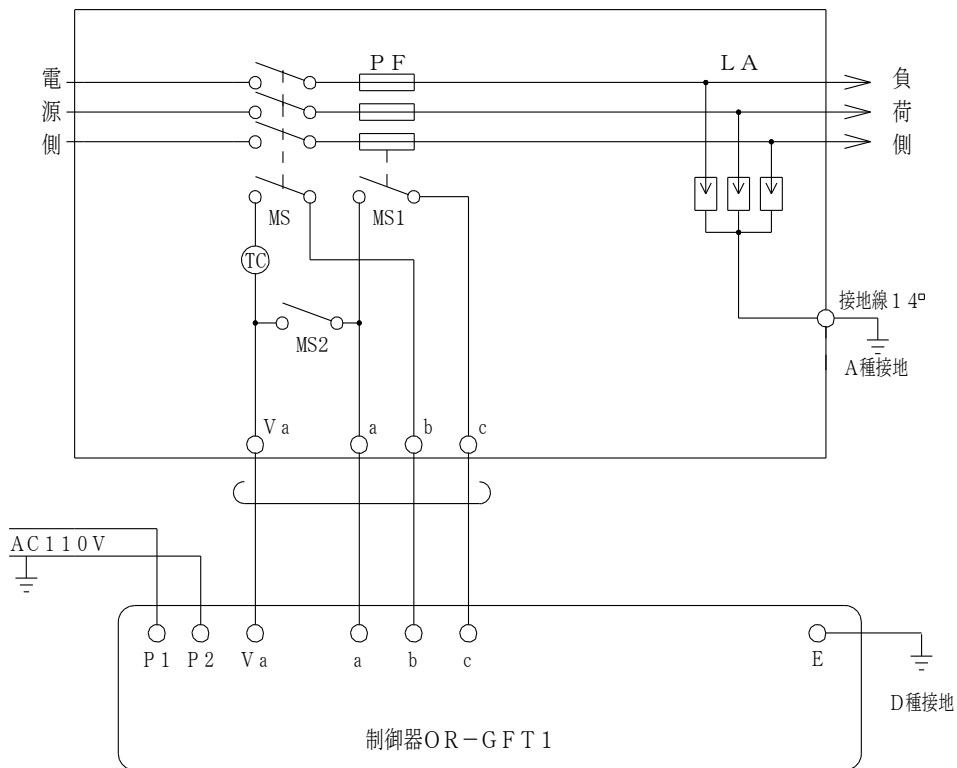 ＰＦ
ＬＡ
電源側
負荷側
MS
MS1
TC
MS2
接地線１４□
Ａ種接地
Ｖａ
ａ
ｂ
ｃ
AC１１０Ｖ
Ｐ１
Ｐ２
Ｖａ
ａ
ｂ
ｃ
Ｅ
Ｄ種接地
制御器ＯＲ－ＧＦＴ１